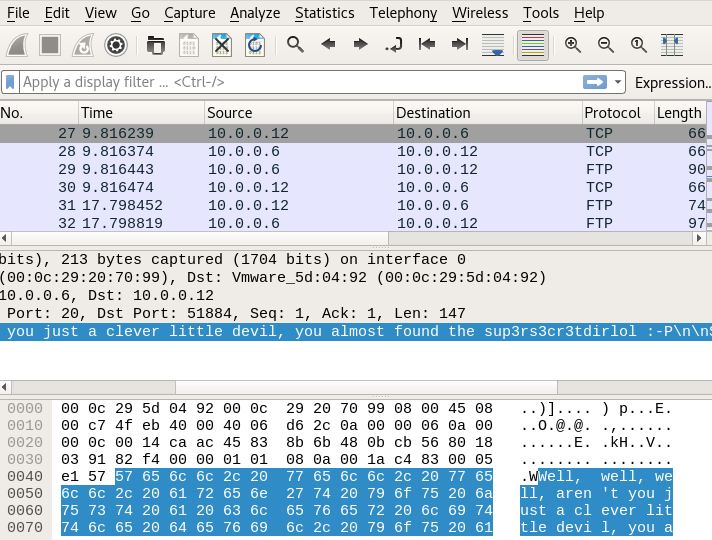 File Edit View Go Capture Analyze Statistics Telephony Wireless Tools Help
Apply a display filter ... <Ctrl-/> Expression..
No. Time Source Destination Protocol Length
27 9.816239 10.0.0.12 10.0.0.6 TCP 66
28 9.816374 10.0.0.6 10.0.0.12 TCP 66
29 9.816443 10.0.0.6 10.0.0.12 FTP 90
30 9.816474 10.0.0.12 10.0.0.6 TCP 66
31 17.798452 10.0.0.12 10.0.0.6 FTP 74
32 17.798819 10.0.0.6 10.0.0.12 FTP 97
bits), 213 bytes captured (1704 bits) on interface 0
(00:0c:29:20:70:99), Dst: Vmware_5d:04:92 (00:0c:29:5d:04:92)
10.0.0.6, Dst: 10.0.0.12
Port: 20, Dst Port: 51884, Seq: 1, Ack: 1, Len: 147
you just a clever little devil, you almost found the sup3rs3cr3tdirlol :-P\n\nS
0000 00 0c 29 5d 04 92 00 0c 29 20 70 99 08 00 45 08 ..)].... ) p...E.
0010 00 c7 4f eb 40 00 40 06 d6 2c 0a 00 00 06 0a 00 ..O.@.@. .,......
0020 00 0c 00 14 ca ac 45 83 8b 6b 48 0b cb 56 80 18 ......E. .kH..V..
0030 03 91 82 f4 00 00 01 01 08 0a 00 1a c4 83 00 05 ........ ........
0040 e1 57 57 65 6c 6c 2c 20 77 65 6c 6c 2c 20 77 65 .WWell, well, we
0050 6c 6c 2c 20 61 72 65 6e 27 74 20 79 6f 75 20 6a ll, aren 't you j
0060 75 73 74 20 61 20 63 6c 65 76 65 72 20 6c 69 74 ust a cl ever lit
0070 74 6c 65 20 64 65 76 69 6c 2c 20 79 6f 75 20 61 tle devi l, you a